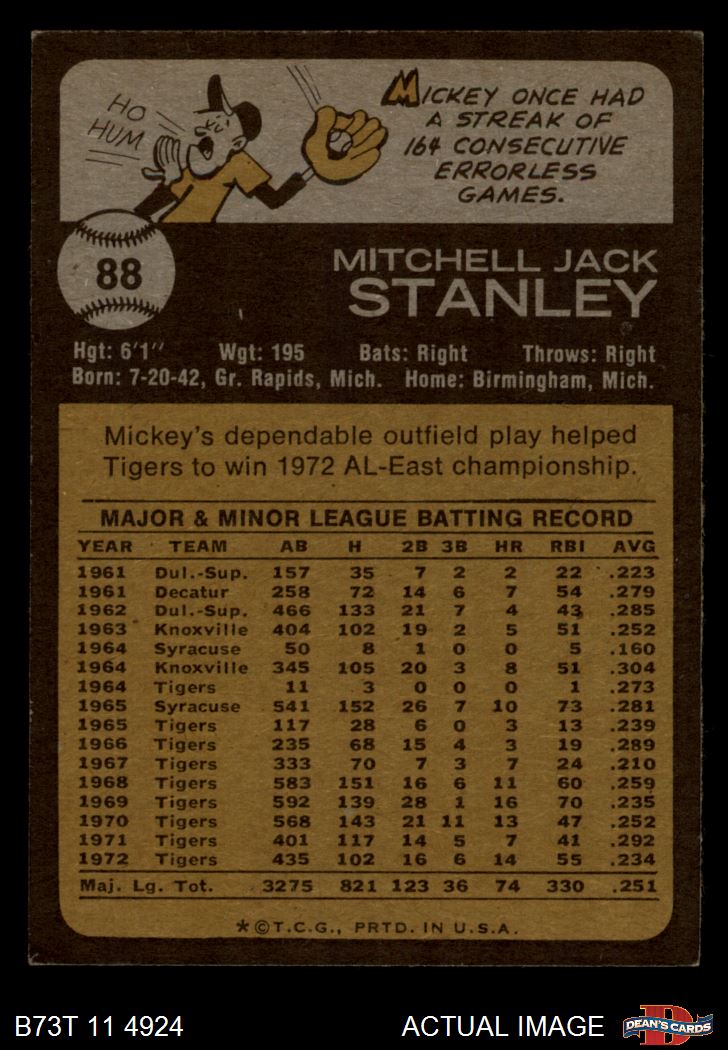 HO
HUM
MICKEY ONCE HAD
A STREAK OF
164 CONSECUTIVE
ERRORLESS
GAMES.
88
MITCHELL JACK
STANLEY
Hgt: 6'1" Wgt: 195 Bats: Right Throws: Right
Born: 7-20-42, Gr. Rapids, Mich. Home: Birmingham, Mich.
Mickey's dependable outfield play helped
Tigers to win 1972 AL-East championship.
MAJOR & MINOR LEAGUE BATTING RECORD
YEAR TEAM AB H 2B 3B HR RBI AVG
1961 Dul.-Sup. 157 35 7 2 2 22 .223
1961 Decatur 258 72 14 6 7 54 .279
1962 Dul.-Sup. 466 133 21 7 4 43 .285
1963 Knoxville 404 102 19 2 5 51 .252
1964 Syracuse 50 8 1 0 0 5 .160
1964 Knoxville 345 105 20 3 8 51 .304
1964 Tigers 11 3 0 0 0 1 .273
1965 Syracuse 541 152 26 7 10 73 .281
1965 Tigers 117 28 6 0 3 13 .239
1966 Tigers 235 68 15 4 3 19 .289
1967 Tigers 333 70 7 3 7 24 .210
1968 Tigers 583 151 16 6 11 60 .259
1969 Tigers 592 139 28 1 16 70 .235
1970 Tigers 568 143 21 11 13 47 .252
1971 Tigers 401 117 14 5 7 41 .292
1972 Tigers 435 102 16 6 14 55 .234
Maj. Lg. Tot. 3275 821 123 36 74 330 .251
*©T.C.G., PRTD. IN U.S.A.
B73T 11 4924 ACTUAL IMAGE
D
DEAN'S CARDS